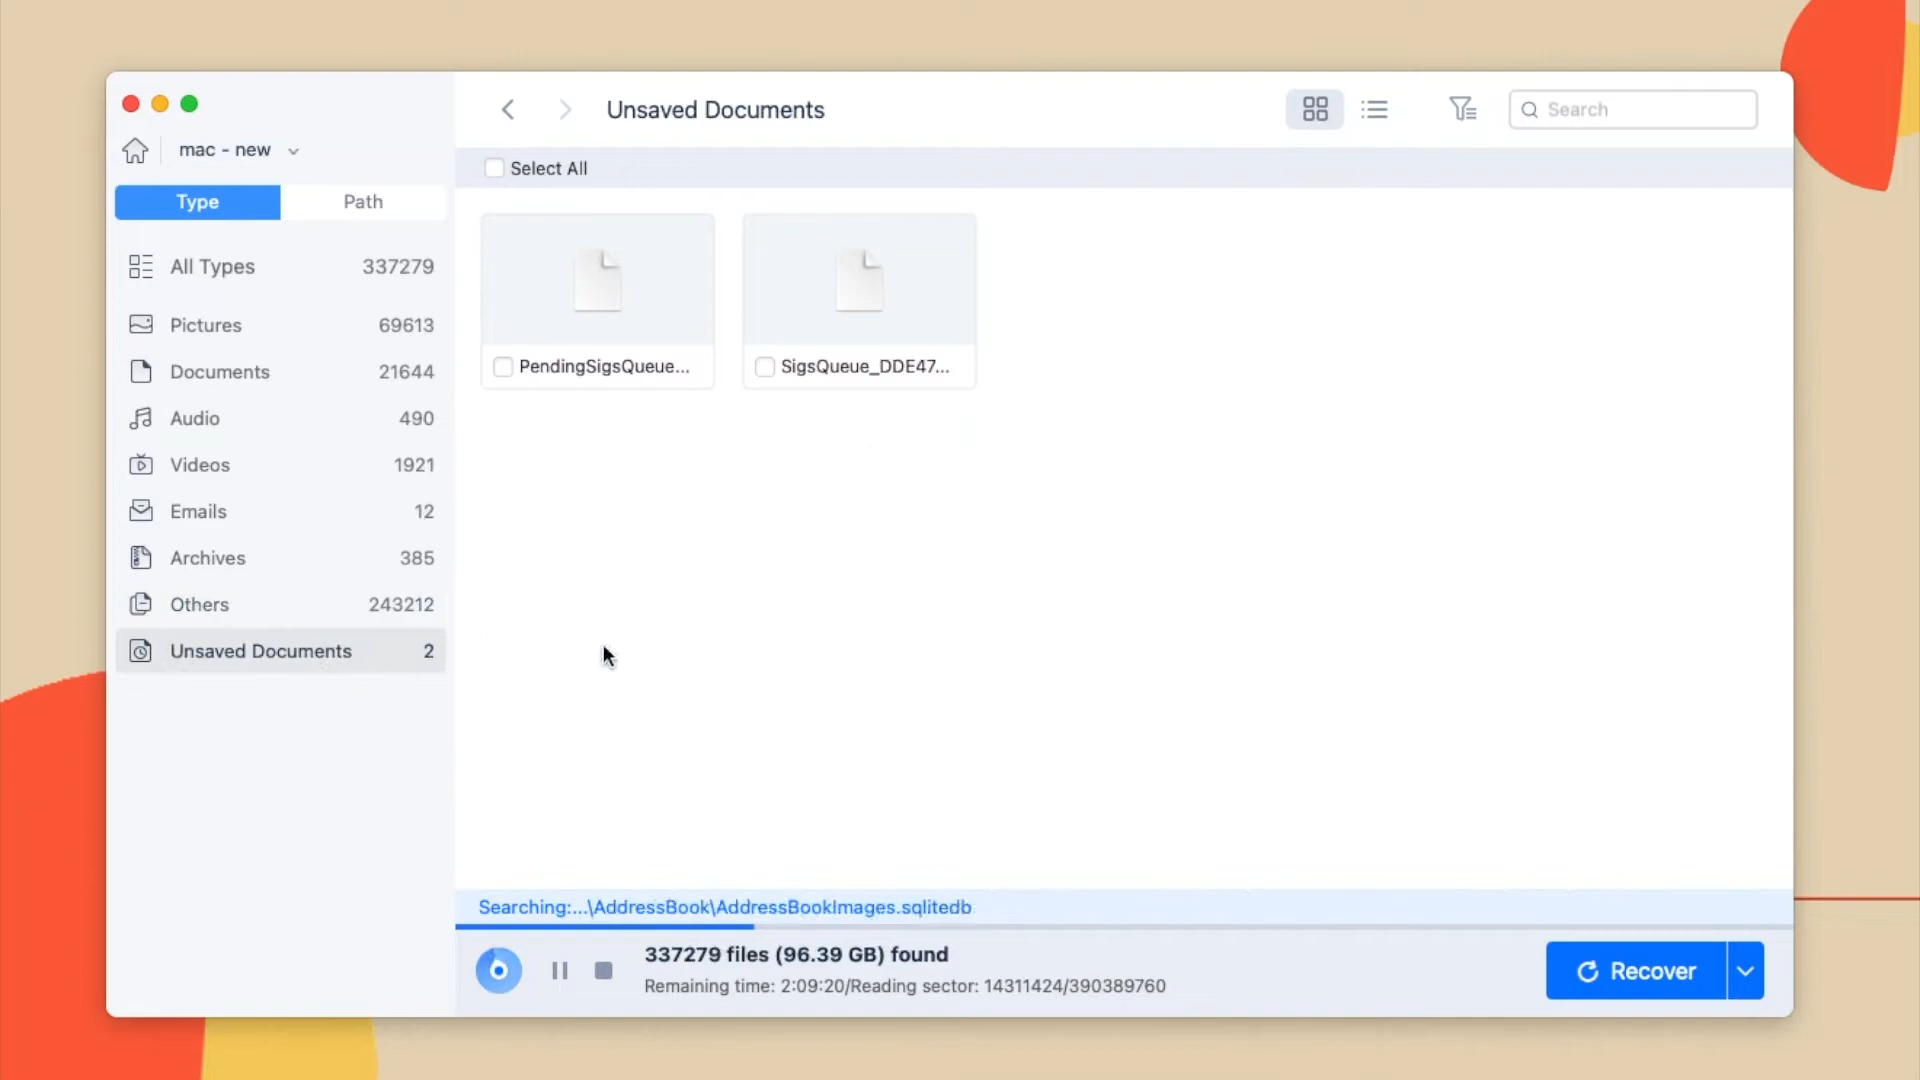 mac - new
Type
Path
All Types 337279
Pictures 69613
Documents 21644
Audio 490
Videos 1921
Emails 12
Archives 385
Others 243212
Unsaved Documents 2
Unsaved Documents
Search
Select All
PendingSigsQueue...
SigsQueue_DDE47...
Searching:...\AddressBook\AddressBookImages.sqlitedb
337279 files (96.39 GB) found
Remaining time: 2:09:20/Reading sector: 14311424/390389760
Recover